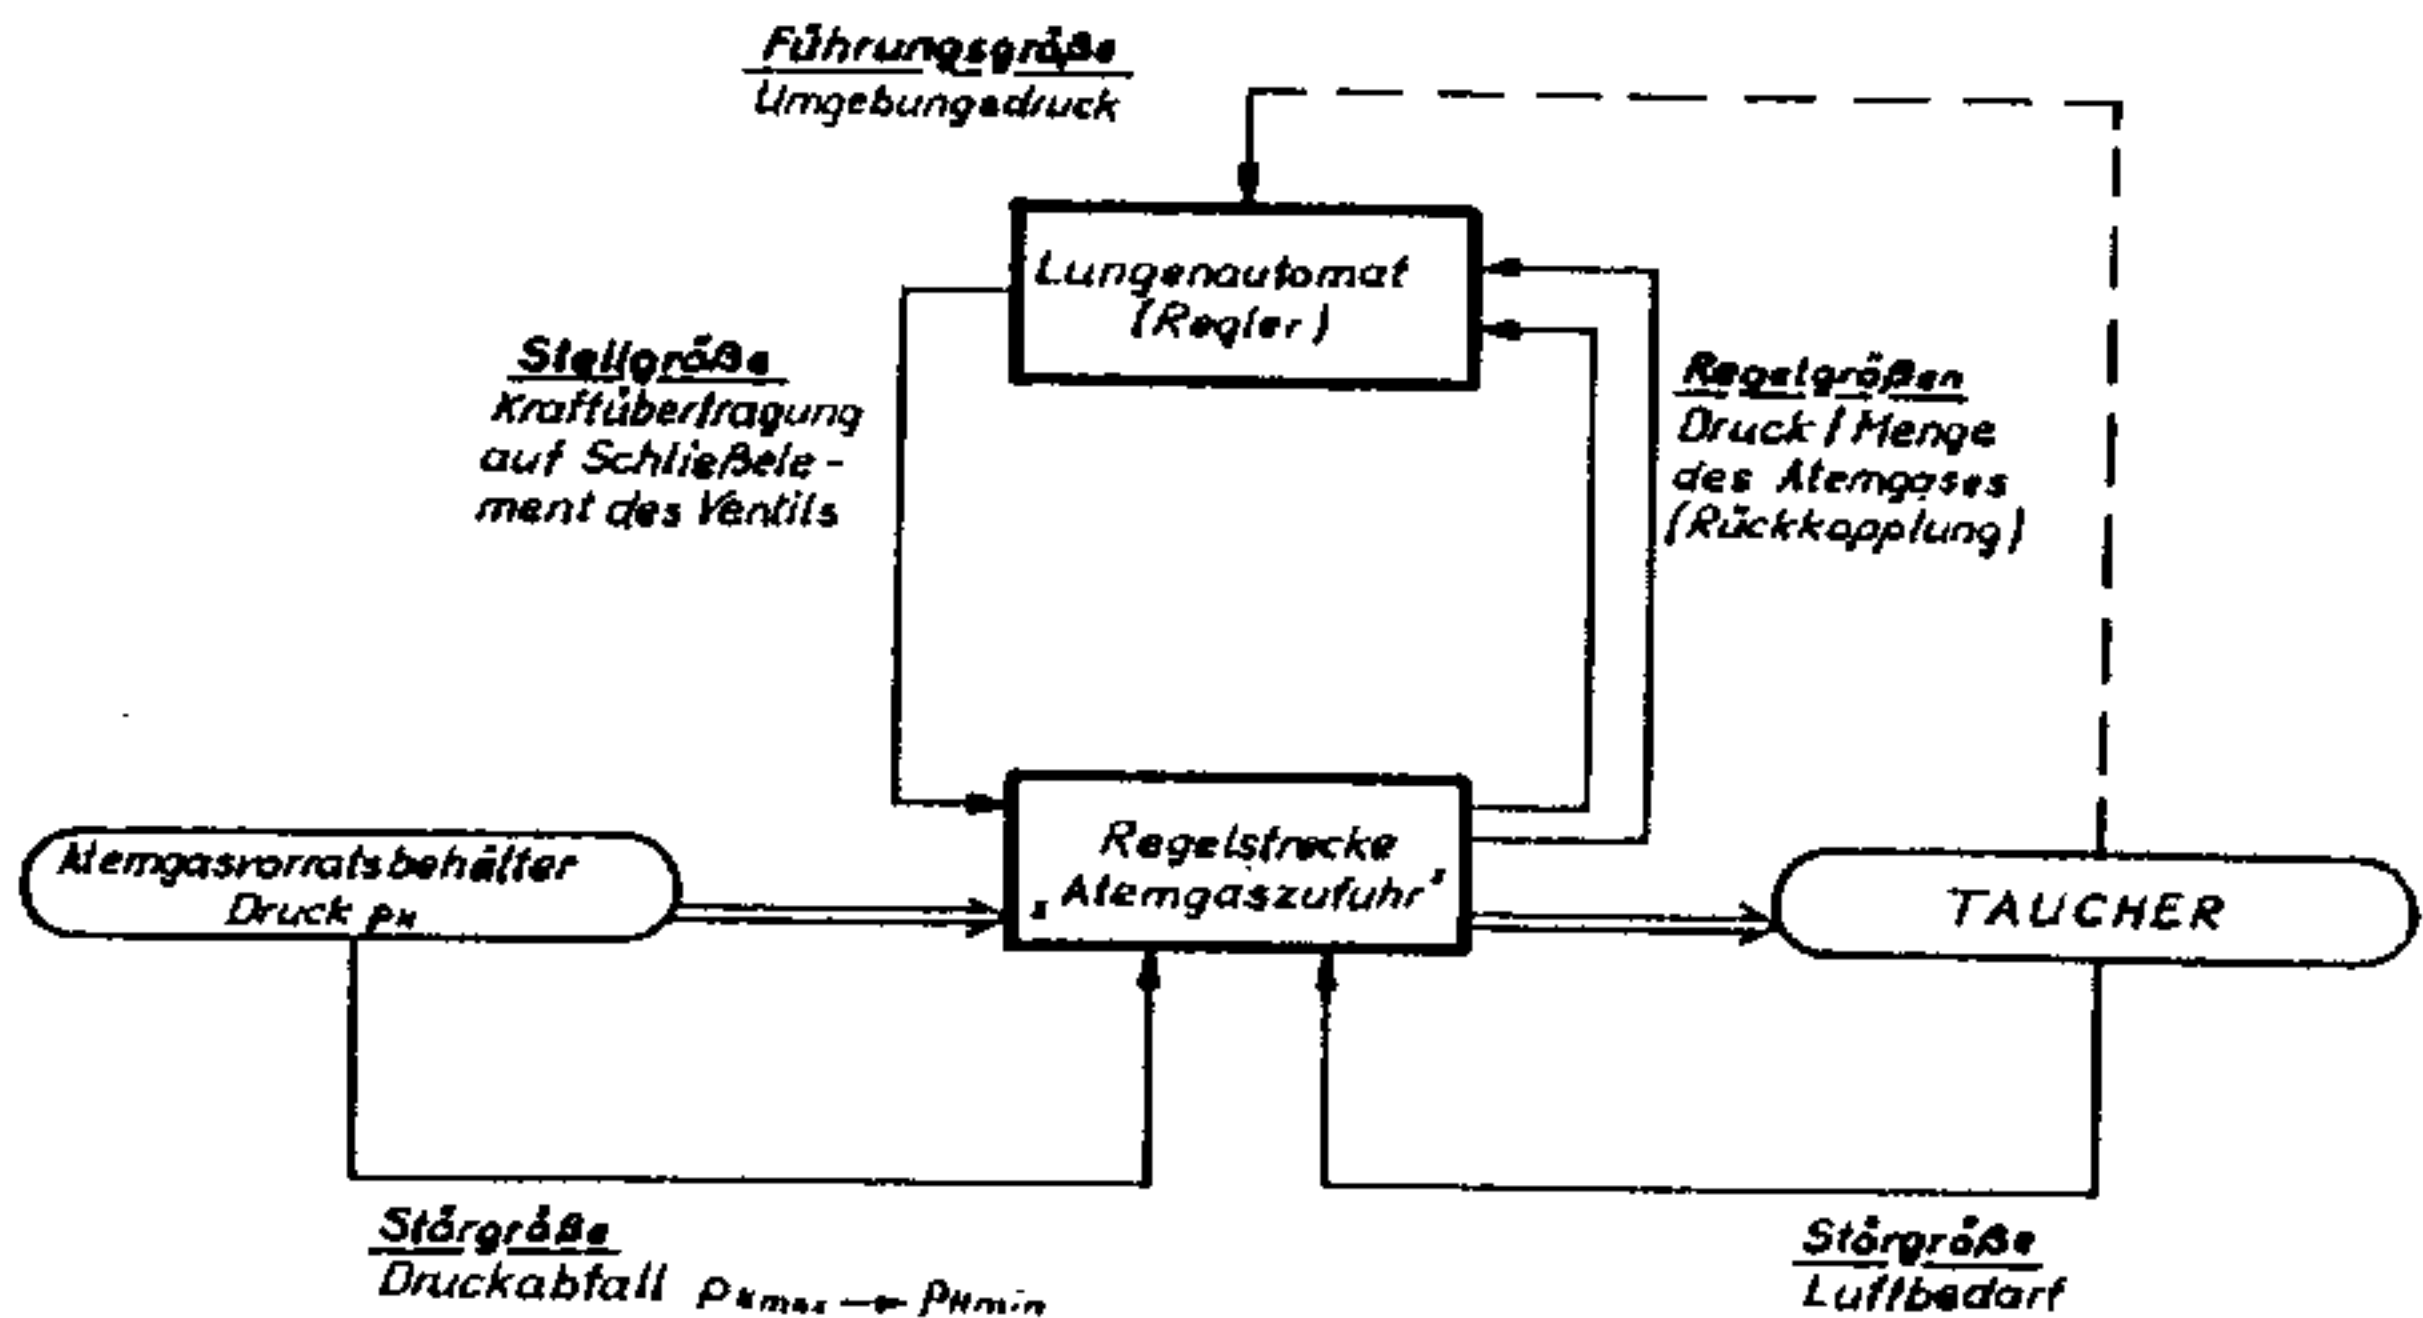 Führungsgröße
Umgebungsdruck
Lungenautomat
(Regler)
Stellgröße
Kraftübertragung
auf Schließele-
ment des Ventils
Regelgrößen
Druck / Menge
des Atemgases
(Rückkopplung)
Atemgasvorratsbehälter
Druck pH
Regelstrecke
„Atemgaszufuhr"
TAUCHER
Störgröße
Druckabfall pHmax → pHmin
Störgröße
Luftbedarf